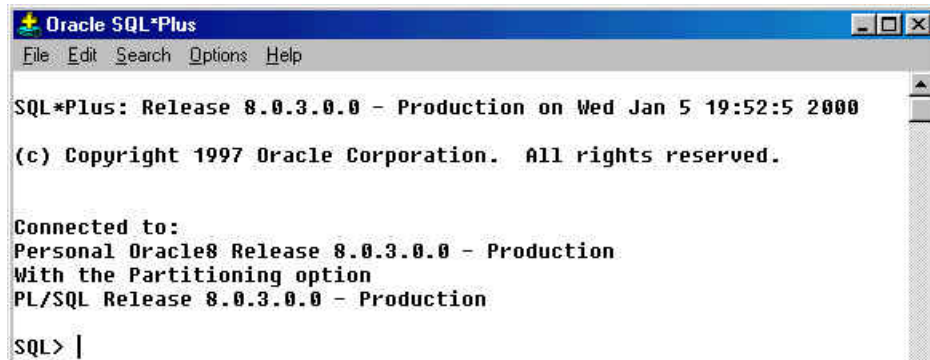 Oracle SQL*Plus
File Edit Search Options Help
SQL*Plus: Release 8.0.3.0.0 - Production on Wed Jan 5 19:52:5 2000
(c) Copyright 1997 Oracle Corporation.  All rights reserved.
Connected to:
Personal Oracle8 Release 8.0.3.0.0 - Production
With the Partitioning option
PL/SQL Release 8.0.3.0.0 - Production
SQL>